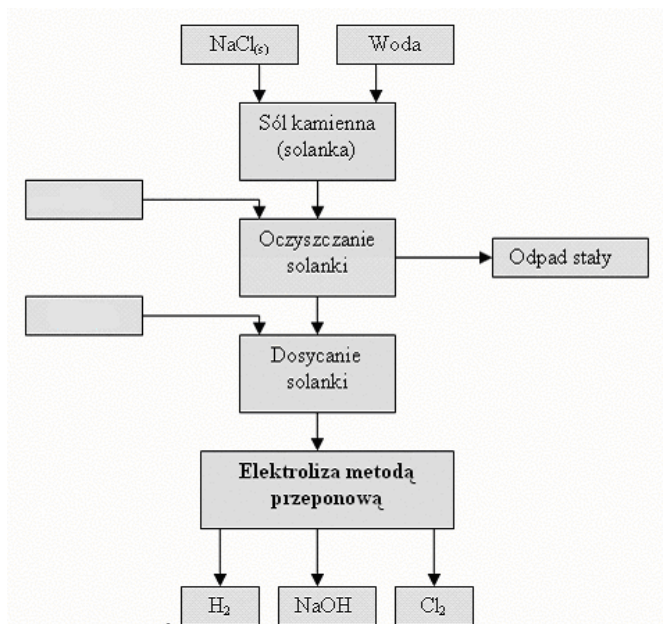 NaCl(s)
Woda
Sól kamienna
(solanka)
Oczyszczanie
solanki
Odpad stały
Dosycanie
solanki
Elektroliza metodą
przeponową
H₂
NaOH
Cl₂